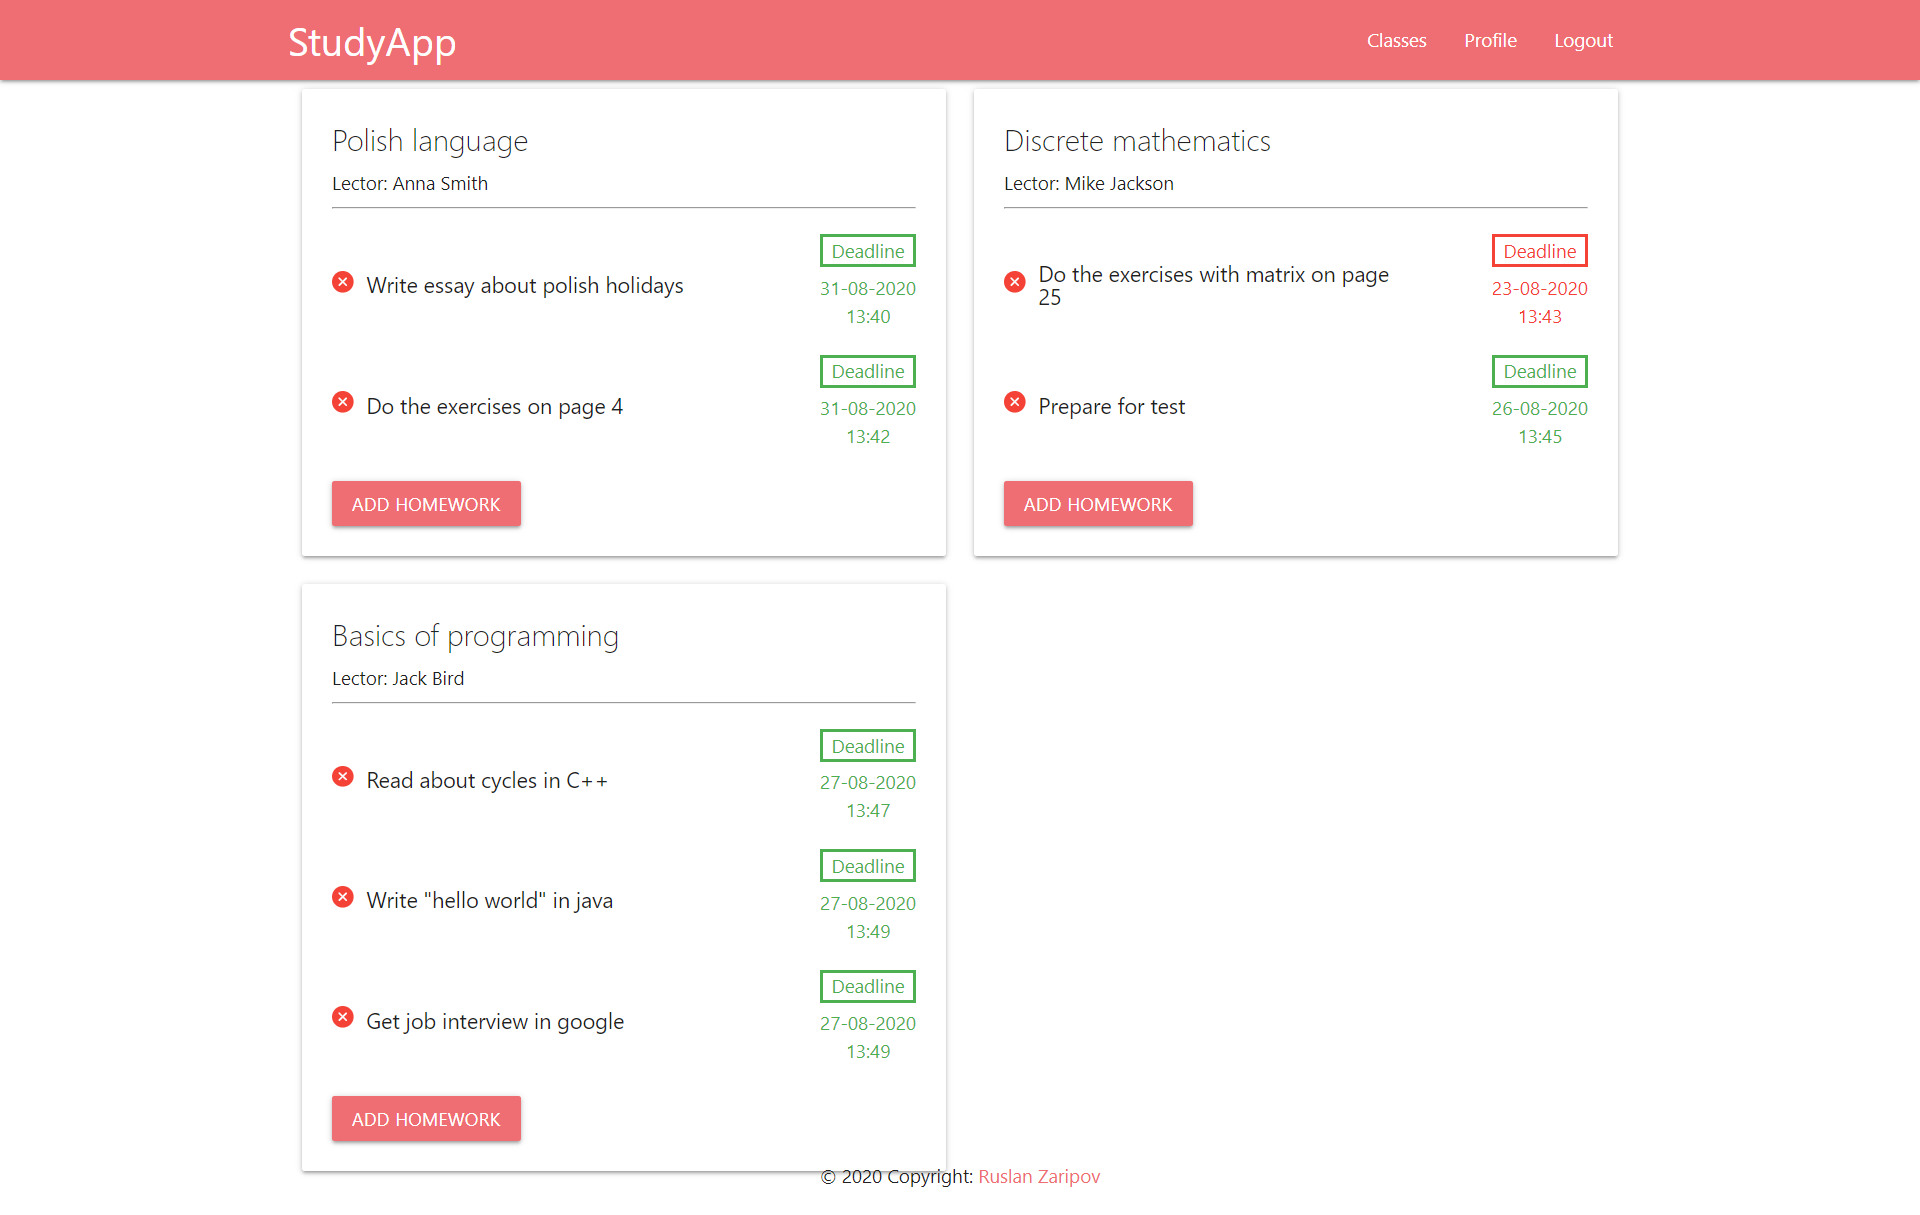 StudyApp
Classes
Profile
Logout
Polish language
Lector: Anna Smith
Write essay about polish holidays
Deadline
31-08-2020
13:40
Do the exercises on page 4
Deadline
31-08-2020
13:42
ADD HOMEWORK
Discrete mathematics
Lector: Mike Jackson
Do the exercises with matrix on page
25
Deadline
23-08-2020
13:43
Prepare for test
Deadline
26-08-2020
13:45
ADD HOMEWORK
Basics of programming
Lector: Jack Bird
Read about cycles in C++
Deadline
27-08-2020
13:47
Write "hello world" in java
Deadline
27-08-2020
13:49
Get job interview in google
Deadline
27-08-2020
13:49
ADD HOMEWORK
© 2020 Copyright: Ruslan Zaripov